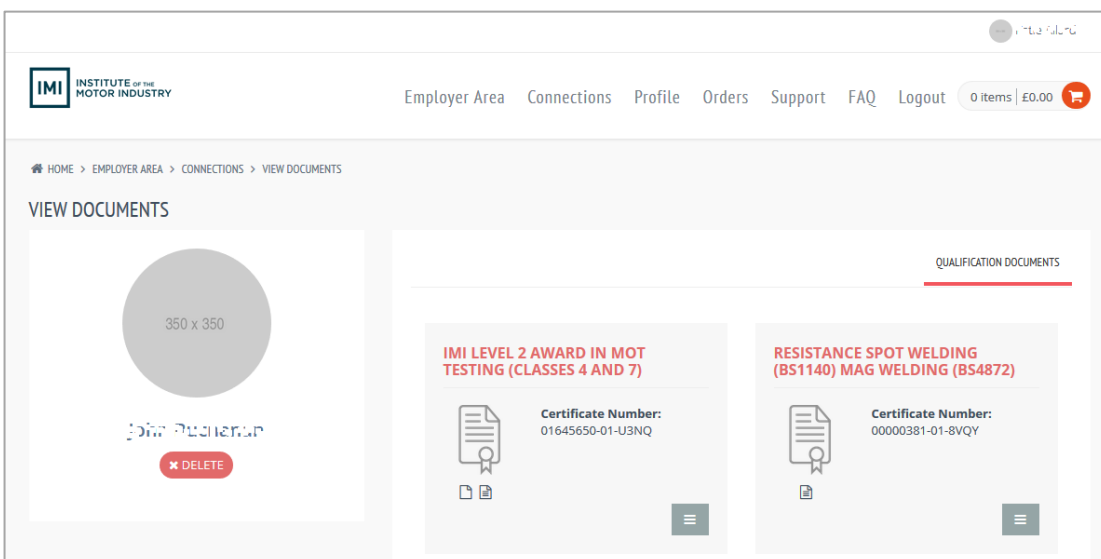 IMI INSTITUTE OF THE
MOTOR INDUSTRY
Employer Area Connections Profile Orders Support FAQ Logout 0 items | £0.00
HOME > EMPLOYER AREA > CONNECTIONS > VIEW DOCUMENTS
VIEW DOCUMENTS
350 x 350
John Buchanan
✖ DELETE
QUALIFICATION DOCUMENTS
IMI LEVEL 2 AWARD IN MOT
TESTING (CLASSES 4 AND 7)
Certificate Number:
01645650-01-U3NQ
RESISTANCE SPOT WELDING
(BS1140) MAG WELDING (BS4872)
Certificate Number:
00000381-01-8VQY